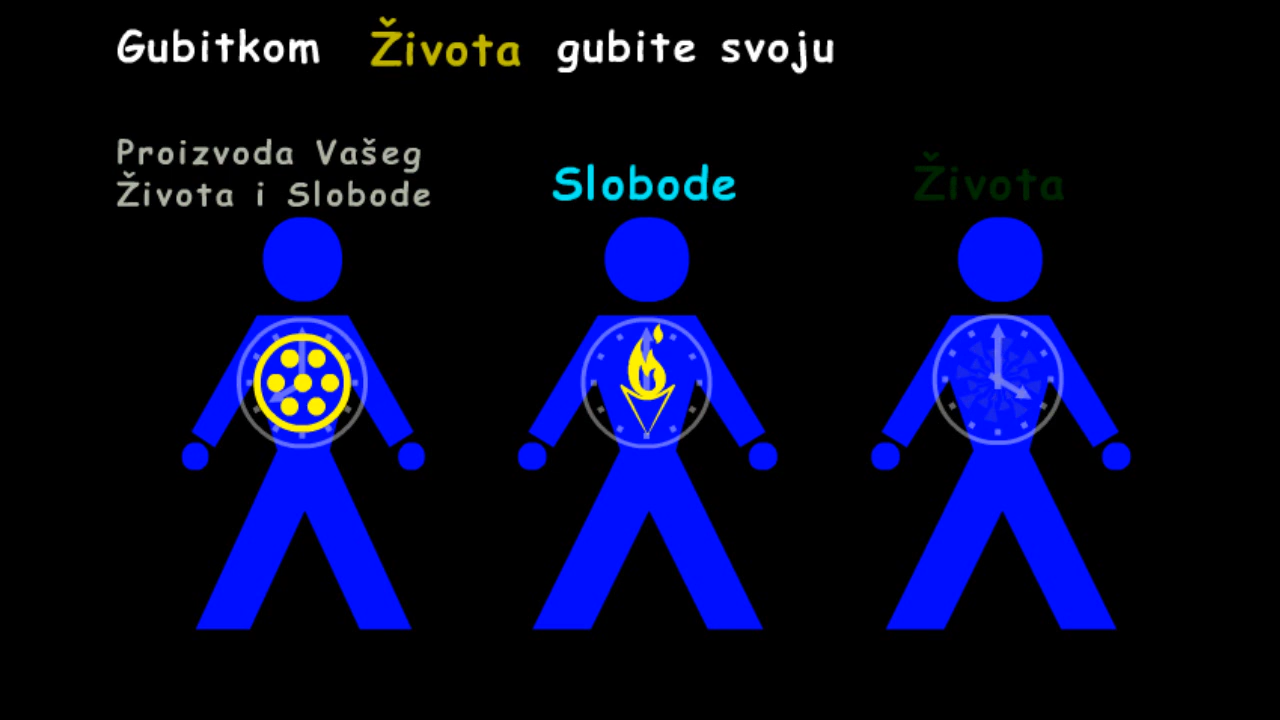 Gubitkom Života gubite svoju
Proizvoda Vašeg
Života i Slobode
Slobode
Života